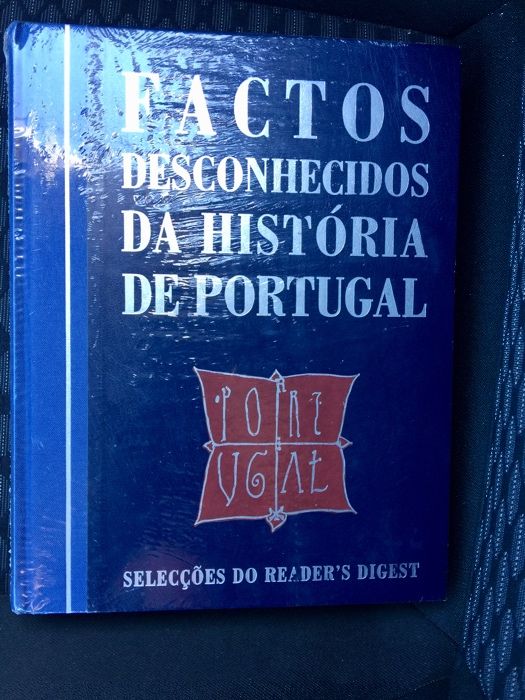 FACTOS
DESCONHECIDOS
DA HISTÓRIA
DE PORTUGAL
PORT
UGAL
SELECÇÕES DO READER'S DIGEST